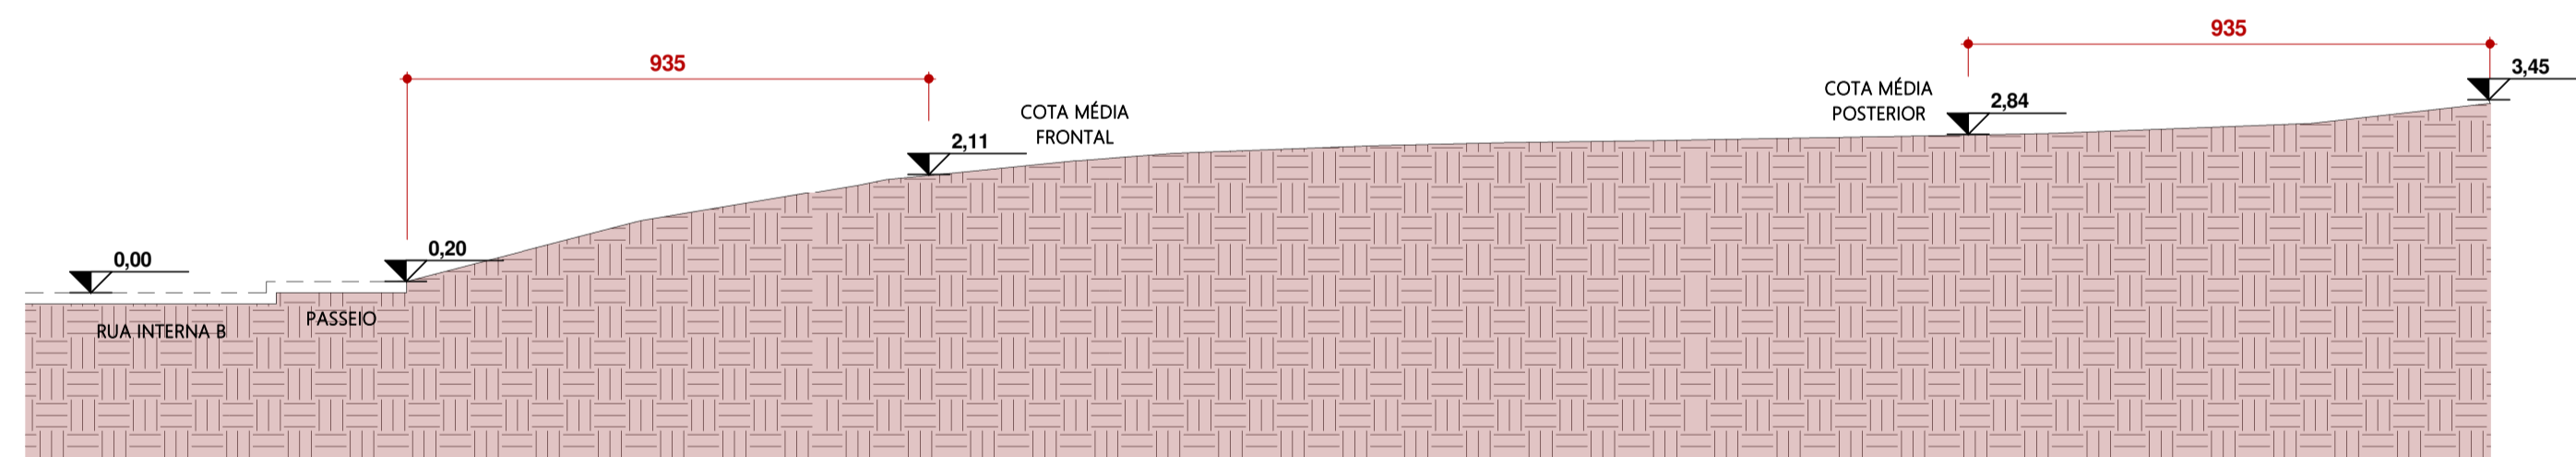 935
935
3,45
COTA MÉDIA
FRONTAL
COTA MÉDIA
POSTERIOR
2,84
2,11
0,20
0,00
RUA INTERNA B
PASSEIO